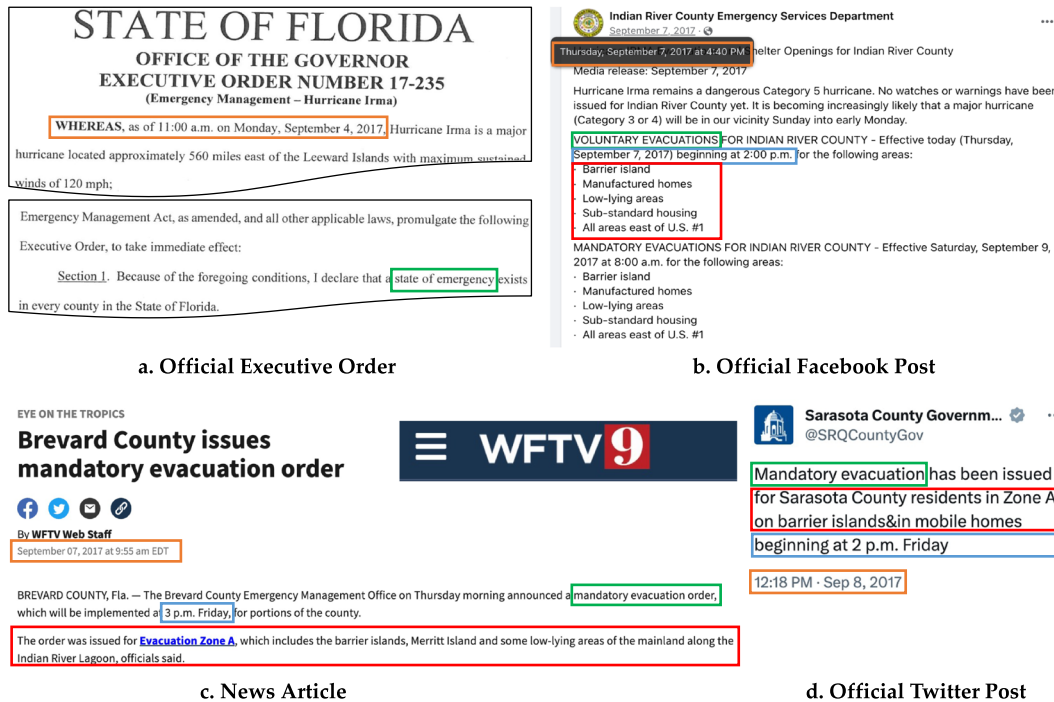 STATE OF FLORIDA
OFFICE OF THE GOVERNOR
EXECUTIVE ORDER NUMBER 17-235
(Emergency Management – Hurricane Irma)
WHEREAS, as of 11:00 a.m. on Monday, September 4, 2017, Hurricane Irma is a major
hurricane located approximately 560 miles east of the Leeward Islands with maximum sustained
winds of 120 mph;
Emergency Management Act, as amended, and all other applicable laws, promulgate the following
Executive Order, to take immediate effect:
Section 1. Because of the foregoing conditions, I declare that a state of emergency exists
in every county in the State of Florida.
a. Official Executive Order
Indian River County Emergency Services Department
September 7, 2017 ·
Thursday, September 7, 2017 at 4:40 PM helter Openings for Indian River County
Media release: September 7, 2017
Hurricane Irma remains a dangerous Category 5 hurricane. No watches or warnings have been
issued for Indian River County yet. It is becoming increasingly likely that a major hurricane
(Category 3 or 4) will be in our vicinity Sunday into early Monday.
VOLUNTARY EVACUATIONS FOR INDIAN RIVER COUNTY - Effective today (Thursday,
September 7, 2017) beginning at 2:00 p.m. for the following areas:
· Barrier island
· Manufactured homes
· Low-lying areas
· Sub-standard housing
· All areas east of U.S. #1
MANDATORY EVACUATIONS FOR INDIAN RIVER COUNTY - Effective Saturday, September 9,
2017 at 8:00 a.m. for the following areas:
· Barrier island
· Manufactured homes
· Low-lying areas
· Sub-standard housing
· All areas east of U.S. #1
b. Official Facebook Post
EYE ON THE TROPICS
Brevard County issues
mandatory evacuation order
By WFTV Web Staff
September 07, 2017 at 9:55 am EDT
WFTV 9
BREVARD COUNTY, Fla. — The Brevard County Emergency Management Office on Thursday morning announced a mandatory evacuation order,
which will be implemented at 3 p.m. Friday, for portions of the county.
The order was issued for Evacuation Zone A, which includes the barrier islands, Merritt Island and some low-lying areas of the mainland along the
Indian River Lagoon, officials said.
c. News Article
Sarasota County Governm...
@SRQCountyGov
Mandatory evacuation has been issued
for Sarasota County residents in Zone A
on barrier islands&in mobile homes
beginning at 2 p.m. Friday
12:18 PM · Sep 8, 2017
d. Official Twitter Post